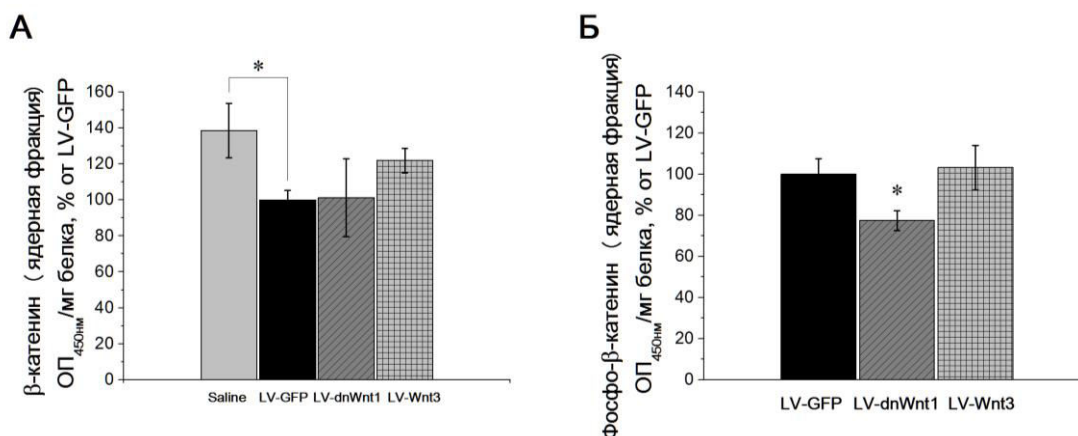 А
β-катенин (ядерная фракция)
ОП450нм/мг белка, % от LV-GFP
160
140
120
100
80
60
40
20
0
*
Saline LV-GFP LV-dnWnt1 LV-Wnt3
Б
Фосфо-β-катенин (ядерная фракция)
ОП450нм/мг белка, % от LV-GFP
140
120
100
80
60
40
20
0
*
LV-GFP LV-dnWnt1 LV-Wnt3